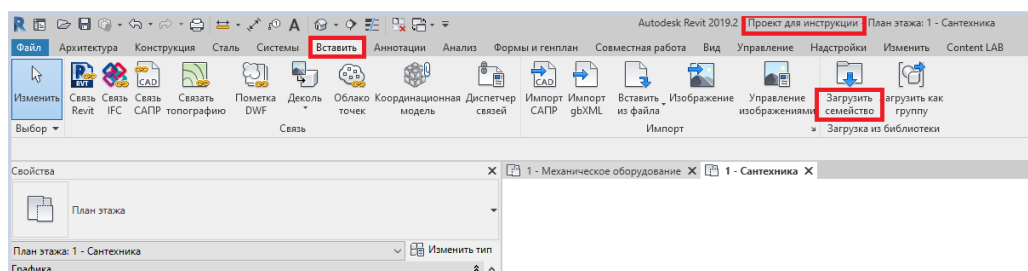 Autodesk Revit 2019.2 Проект для инструкции - План этажа: 1 - Сантехника
Файл Архитектура Конструкция Сталь Системы Вставить Аннотации Анализ Формы и генплан Совместная работа Вид Управление Надстройки Изменить Content LAB
Изменить Связь Связь Связь Связать Пометка Деколь Облако Координационная Диспетчер Импорт Импорт Вставить Изображение Управление Загрузить Загрузить как
Revit IFC САПР топографию DWF точек модель связей САПР gbXML из файла изображениями семейство группу
Выбор Связь Импорт Загрузка из библиотеки
Свойства 1 - Механическое оборудование 1 - Сантехника
План этажа
План этажа: 1 - Сантехника Изменить тип
Графика